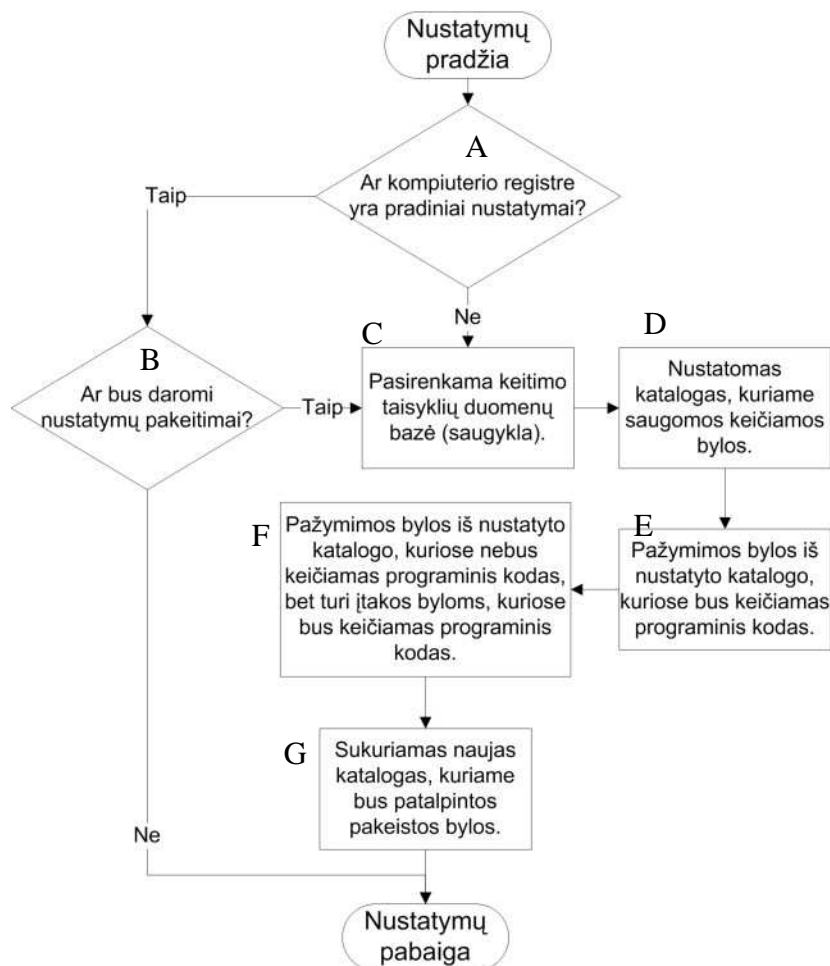 Nustatymų
pradžia
A
Ar kompiuterio registre
yra pradiniai nustatymai?
Taip
Ne
B
Ar bus daromi
nustatymų pakeitimai?
Taip
C
Pasirenkama keitimo
taisyklių duomenų
bazė (saugykla).
D
Nustatomas
katalogas, kuriame
saugomos keičiamos
bylos.
E
Pažymimos bylos iš
nustatyto katalogo,
kuriose bus keičiamas
programinis kodas.
F
Pažymimos bylos iš nustatyto
katalogo, kuriose nebus
keičiamas programinis kodas,
bet turi įtakos byloms, kuriose
bus keičiamas programinis
kodas.
G
Sukuriamas naujas
katalogas, kuriame
bus patalpintos
pakeistos bylos.
Ne
Nustatymų
pabaiga